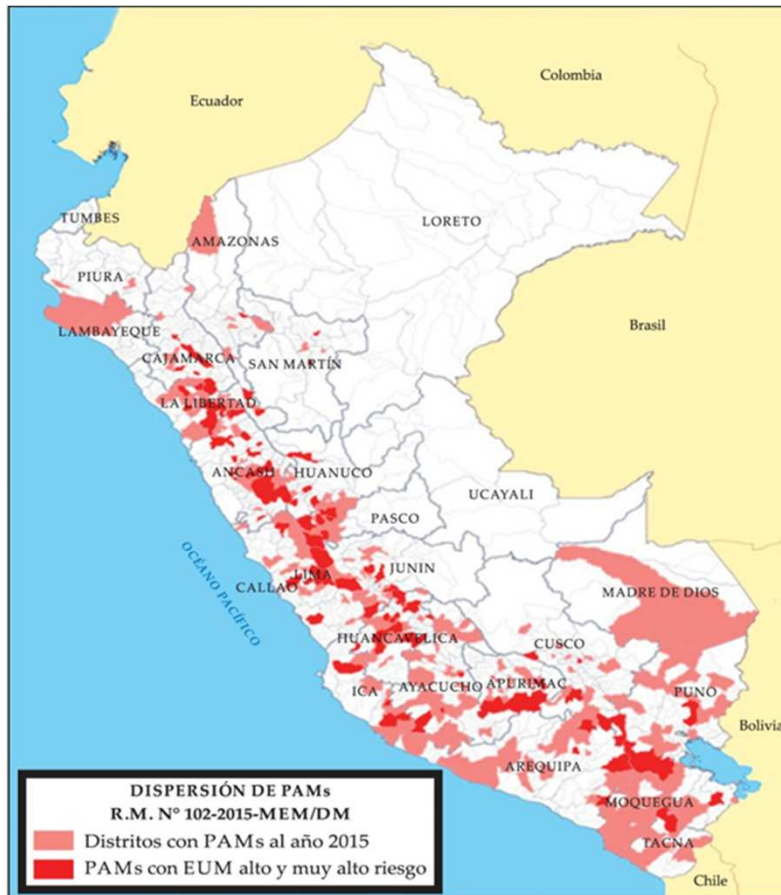 Colombia
Ecuador
TUMBES
LORETO
AMAZONAS
PIURA
LAMBAYEQUE
Brasil
CAJAMARCA
SAN MARTÍN
LA LIBERTAD
ANCASH
HUANUCO
UCAYALI
PASCO
OCÉANO PACÍFICO
LIMA
JUNIN
CALLAO
MADRE DE DIOS
HUANCAVELICA
CUSCO
ICA
AYACUCHO
APURIMAC
PUNO
Bolivia
AREQUIPA
MOQUEGUA
TACNA
Chile
DISPERSIÓN DE PAMs
R.M. N° 102-2015-MEM/DM
Distritos con PAMs al año 2015
PAMs con EUM alto y muy alto riesgo